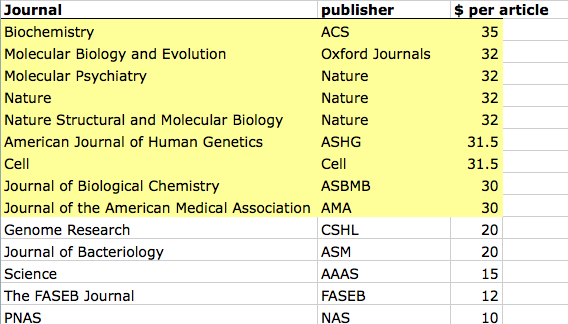 Journal publisher $ per article
Biochemistry ACS 35
Molecular Biology and Evolution Oxford Journals 32
Molecular Psychiatry Nature 32
Nature Nature 32
Nature Structural and Molecular Biology Nature 32
American Journal of Human Genetics ASHG 31.5
Cell Cell 31.5
Journal of Biological Chemistry ASBMB 30
Journal of the American Medical Association AMA 30
Genome Research CSHL 20
Journal of Bacteriology ASM 20
Science AAAS 15
The FASEB Journal FASEB 12
PNAS NAS 10